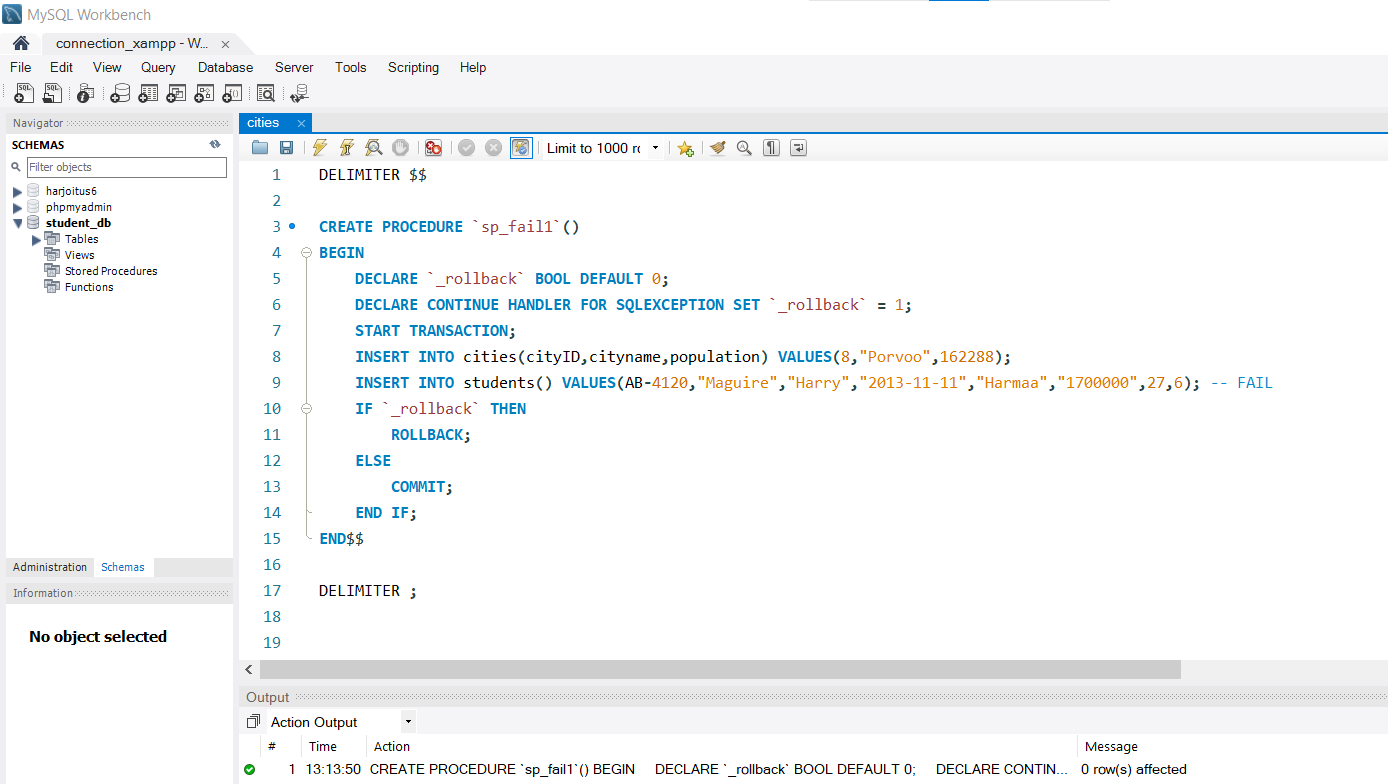 MySQL Workbench
connection_xampp - W...
File Edit View Query Database Server Tools Scripting Help
Navigator
SCHEMAS
Filter objects
harjoitus6
phpmyadmin
student_db
Tables
Views
Stored Procedures
Functions
Administration Schemas
Information
No object selected
cities
Limit to 1000 rc
1 DELIMITER $$
2
3 CREATE PROCEDURE `sp_fail1`()
4 BEGIN
5 DECLARE `_rollback` BOOL DEFAULT 0;
6 DECLARE CONTINUE HANDLER FOR SQLEXCEPTION SET `_rollback` = 1;
7 START TRANSACTION;
8 INSERT INTO cities(cityID,cityname,population) VALUES(8,"Porvoo",162288);
9 INSERT INTO students() VALUES(AB-4120,"Maguire","Harry","2013-11-11","Harmaa","1700000",27,6); -- FAIL
10 IF `_rollback` THEN
11 ROLLBACK;
12 ELSE
13 COMMIT;
14 END IF;
15 END$$
16
17 DELIMITER ;
18
19
Output
Action Output
# Time Action Message
1 13:13:50 CREATE PROCEDURE `sp_fail1`() BEGIN DECLARE `_rollback` BOOL DEFAULT 0; DECLARE CONTIN... 0 row(s) affected